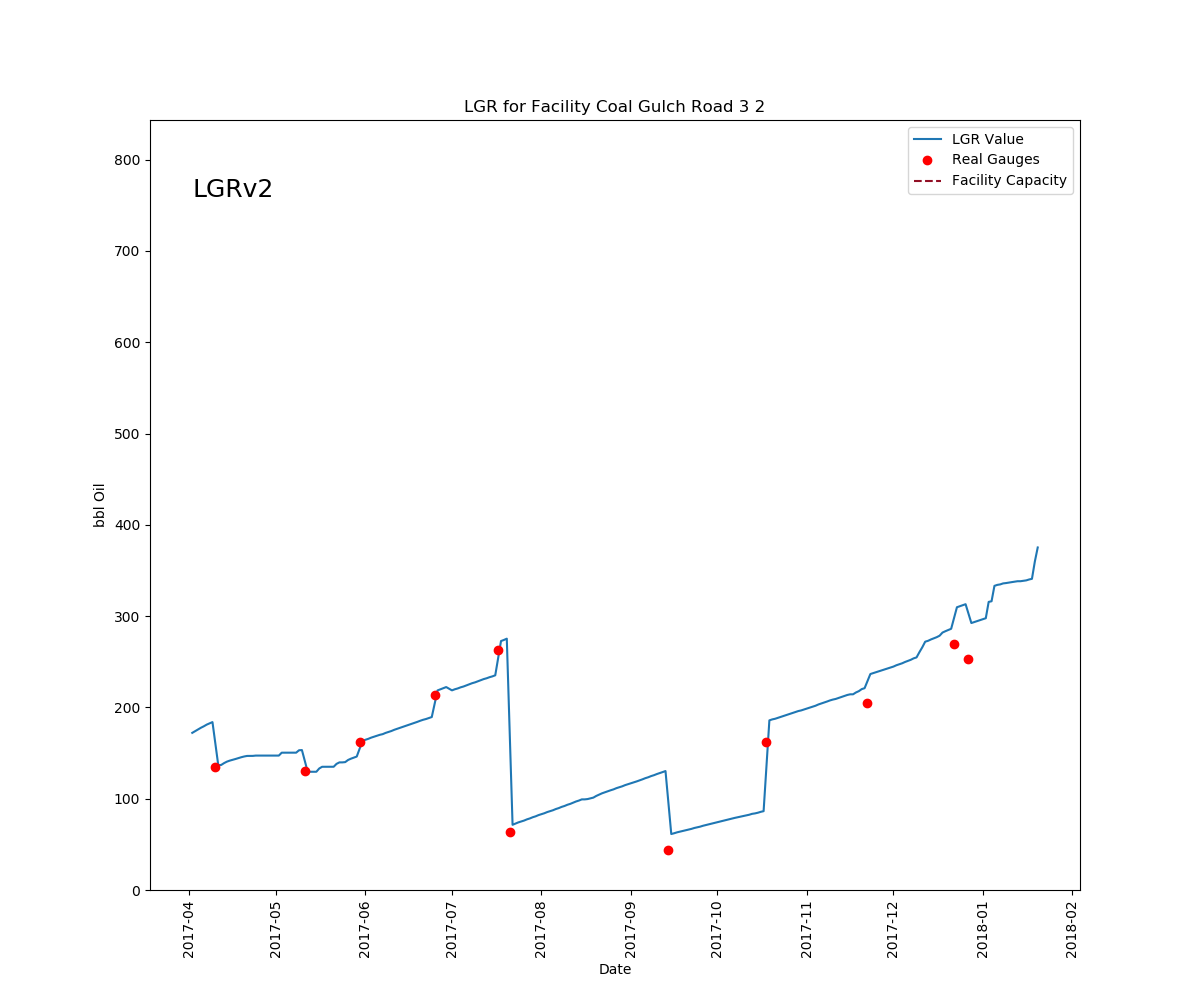 LGR for Facility Coal Gulch Road 3 2
LGR Value
Real Gauges
Facility Capacity
LGRv2
800
700
600
500
400
300
200
100
0
bbl Oil
2017-04
2017-05
2017-06
2017-07
2017-08
2017-09
2017-10
2017-11
2017-12
2018-01
2018-02
Date